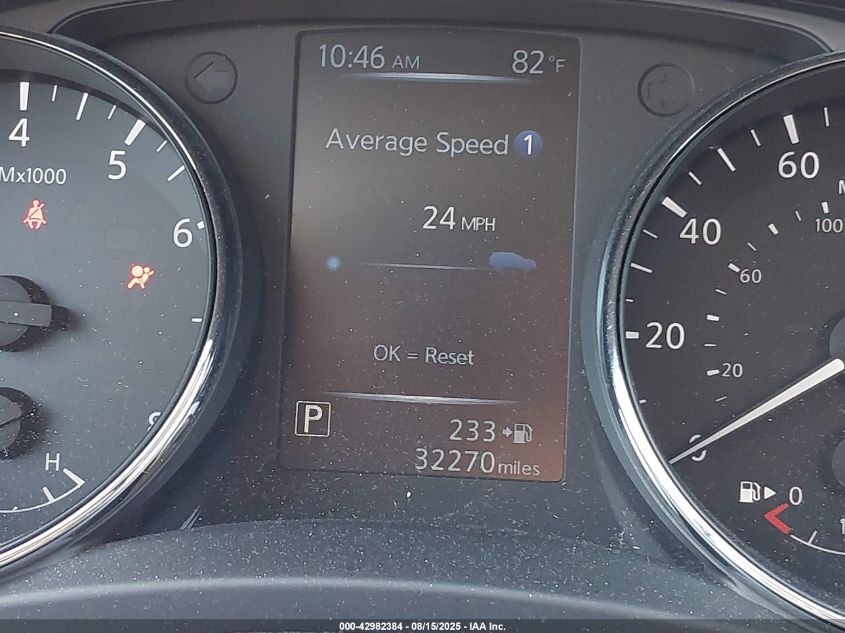 10:46 AM 82°F
Average Speed 1
24 MPH
OK = Reset
P
233
32270 miles
4
5
6
Mx1000
H
0
20
40
60
20
60
100
0
000-42982384 - 08/15/2025 - IAA Inc.